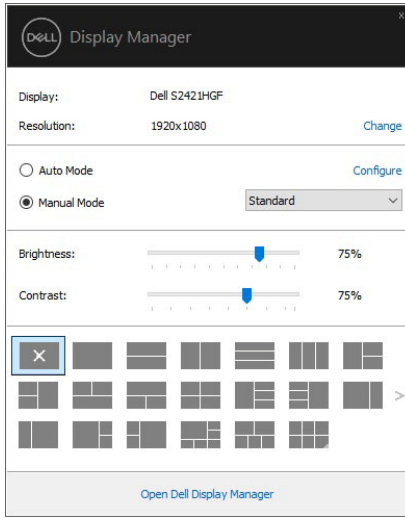 x
DELL Display Manager
Display: Dell S2421HGF
Resolution: 1920x1080 Change
Auto Mode Configure
Manual Mode Standard
Brightness: 75%
Contrast: 75%
Open Dell Display Manager